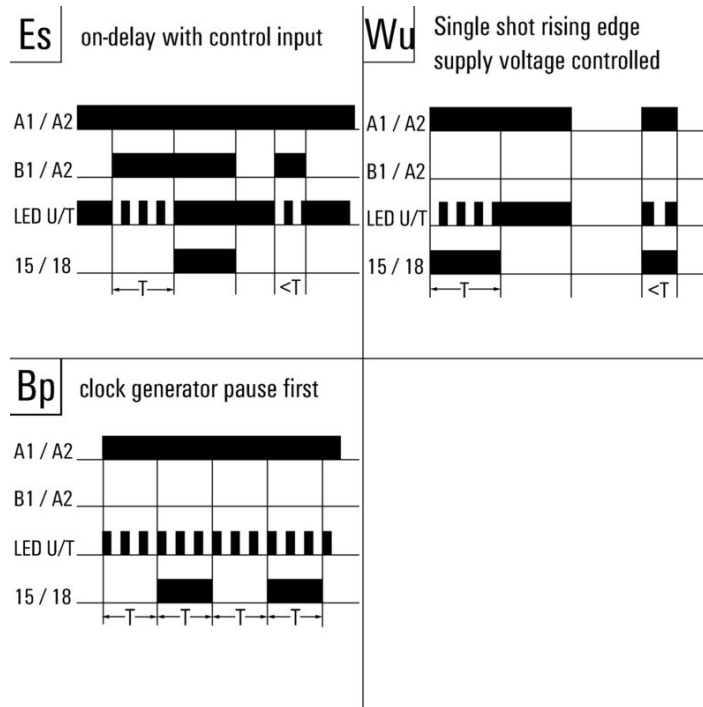 Es
on-delay with control input
A1 / A2
B1 / A2
LED U/T
15 / 18
T
<T
Wu
Single shot rising edge
supply voltage controlled
A1 / A2
B1 / A2
LED U/T
15 / 18
T
<T
Bp
clock generator pause first
A1 / A2
B1 / A2
LED U/T
15 / 18
T
T
T
T